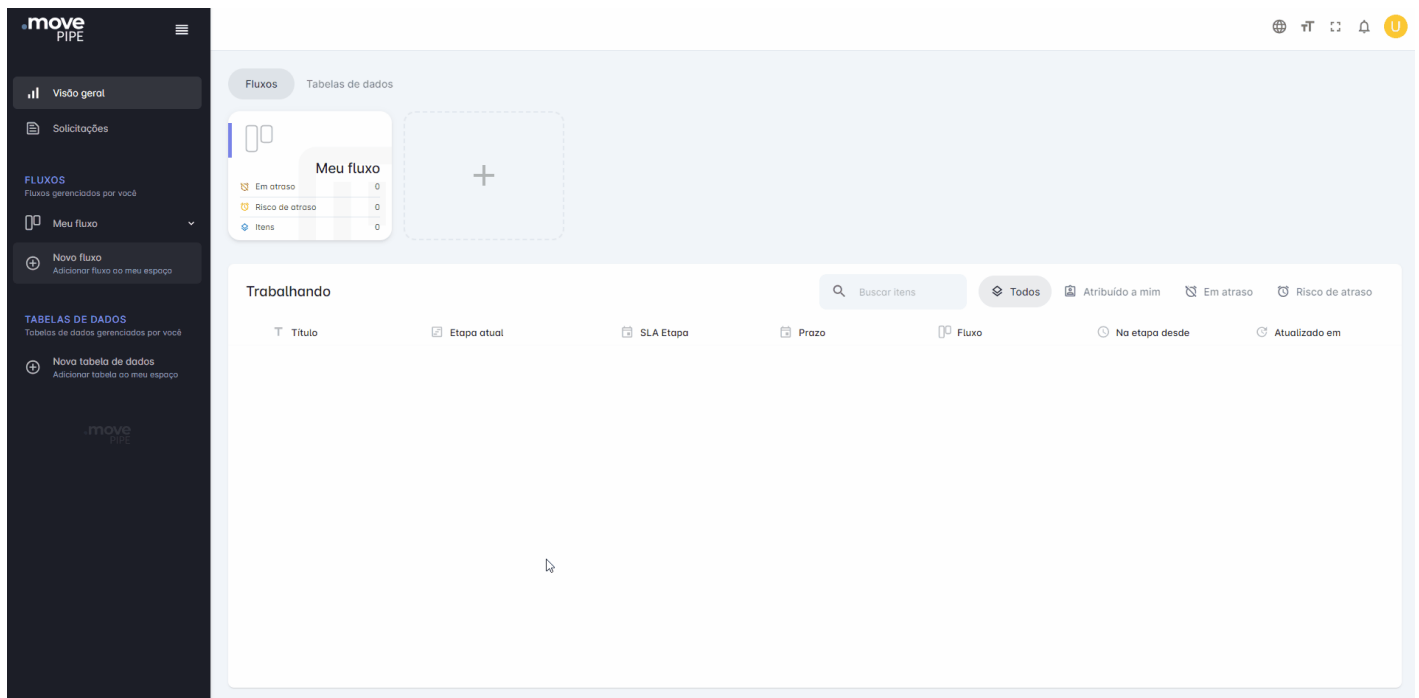 .move
PIPE
Visão geral
Solicitações
FLUXOS
Fluxos gerenciados por você
Meu fluxo
Novo fluxo
Adicionar fluxo ao meu espaço
TABELAS DE DADOS
Tabelas de dados gerenciados por você
Nova tabela de dados
Adicionar tabela ao meu espaço
.move
PIPE
U
Fluxos Tabelas de dados
Meu fluxo
Em atraso 0
Risco de atraso 0
Itens 0
Trabalhando Buscar itens Todos Atribuído a mim Em atraso Risco de atraso
Título Etapa atual SLA Etapa Prazo Fluxo Na etapa desde Atualizado em